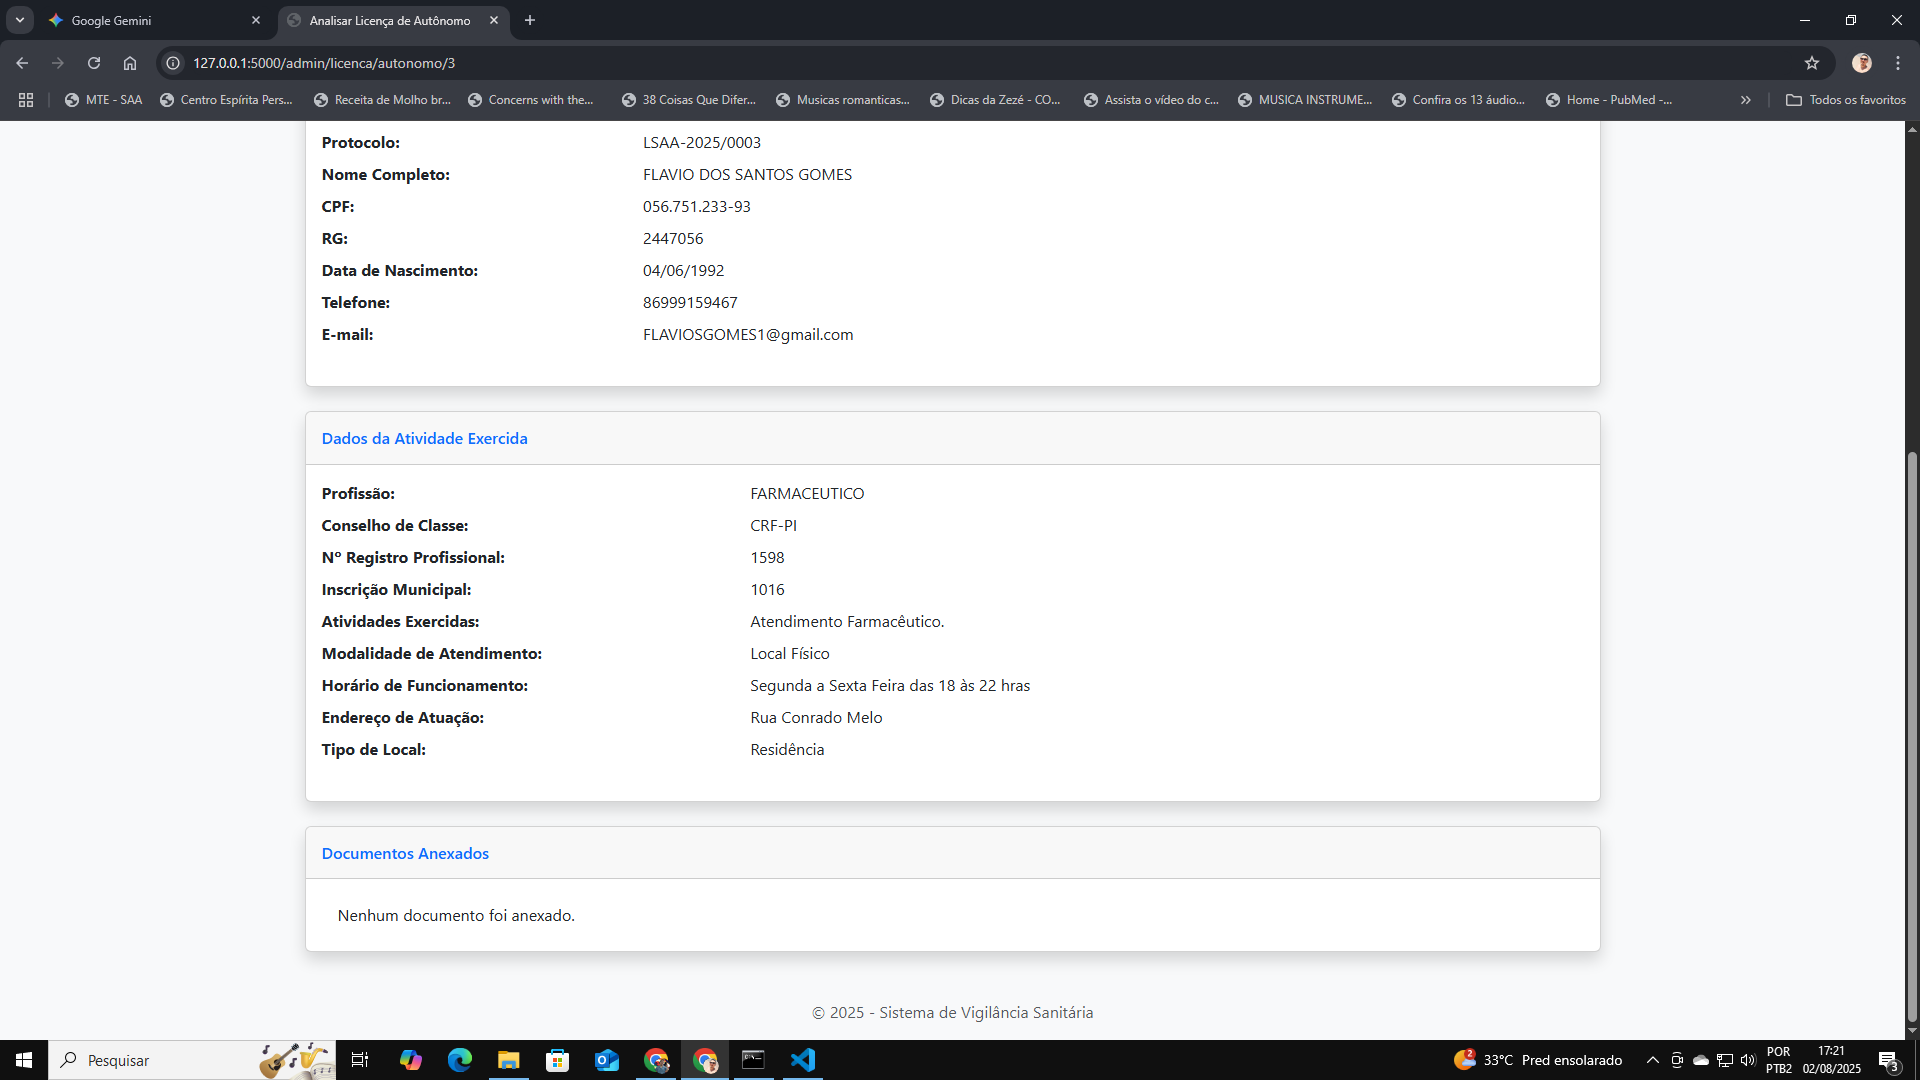 Google Gemini
Analisar Licença de Autônomo
127.0.0.1:5000/admin/licenca/autonomo/3
MTE - SAA
Centro Espírita Pers...
Receita de Molho br...
Concerns with the...
38 Coisas Que Difer...
Musicas romanticas...
Dicas da Zezé - CO...
Assista o vídeo do c...
MUSICA INSTRUME...
Confira os 13 áudio...
Home - PubMed -...
Todos os favoritos
Protocolo: LSAA-2025/0003
Nome Completo: FLAVIO DOS SANTOS GOMES
CPF: 056.751.233-93
RG: 2447056
Data de Nascimento: 04/06/1992
Telefone: 86999159467
E-mail: FLAVIOSGOMES1@gmail.com
Dados da Atividade Exercida
Profissão: FARMACEUTICO
Conselho de Classe: CRF-PI
Nº Registro Profissional: 1598
Inscrição Municipal: 1016
Atividades Exercidas: Atendimento Farmacêutico.
Modalidade de Atendimento: Local Físico
Horário de Funcionamento: Segunda a Sexta Feira das 18 às 22 hras
Endereço de Atuação: Rua Conrado Melo
Tipo de Local: Residência
Documentos Anexados
Nenhum documento foi anexado.
© 2025 - Sistema de Vigilância Sanitária
Pesquisar
2
33°C Pred ensolarado
POR
PTB2
17:21
02/08/2025
3